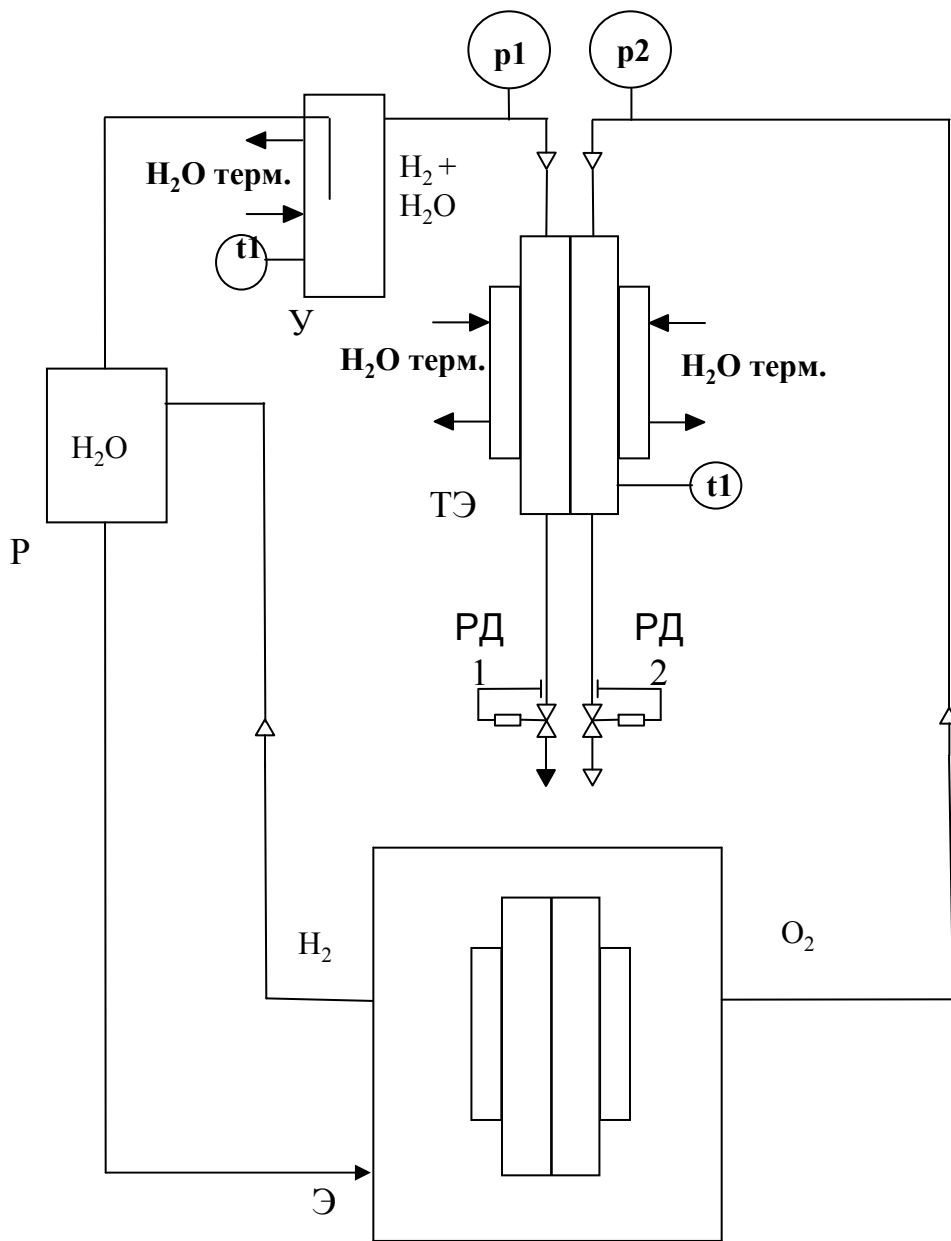 p1
p2
H₂O терм.
H₂ +
H₂O
t1
У
H₂O терм.
H₂O терм.
H₂O
t1
ТЭ
Р
РД
1
РД
2
H₂
O₂
Э